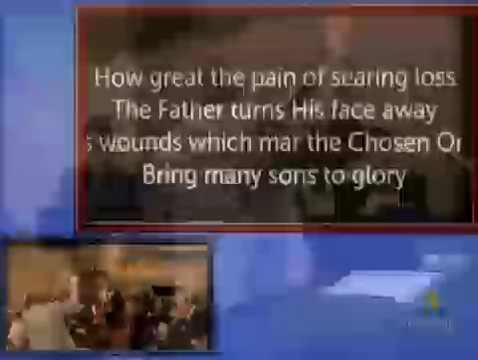 How great the pain of searing loss
The Father turns His face away
s wounds which mar the Chosen Or
Bring many sons to glory